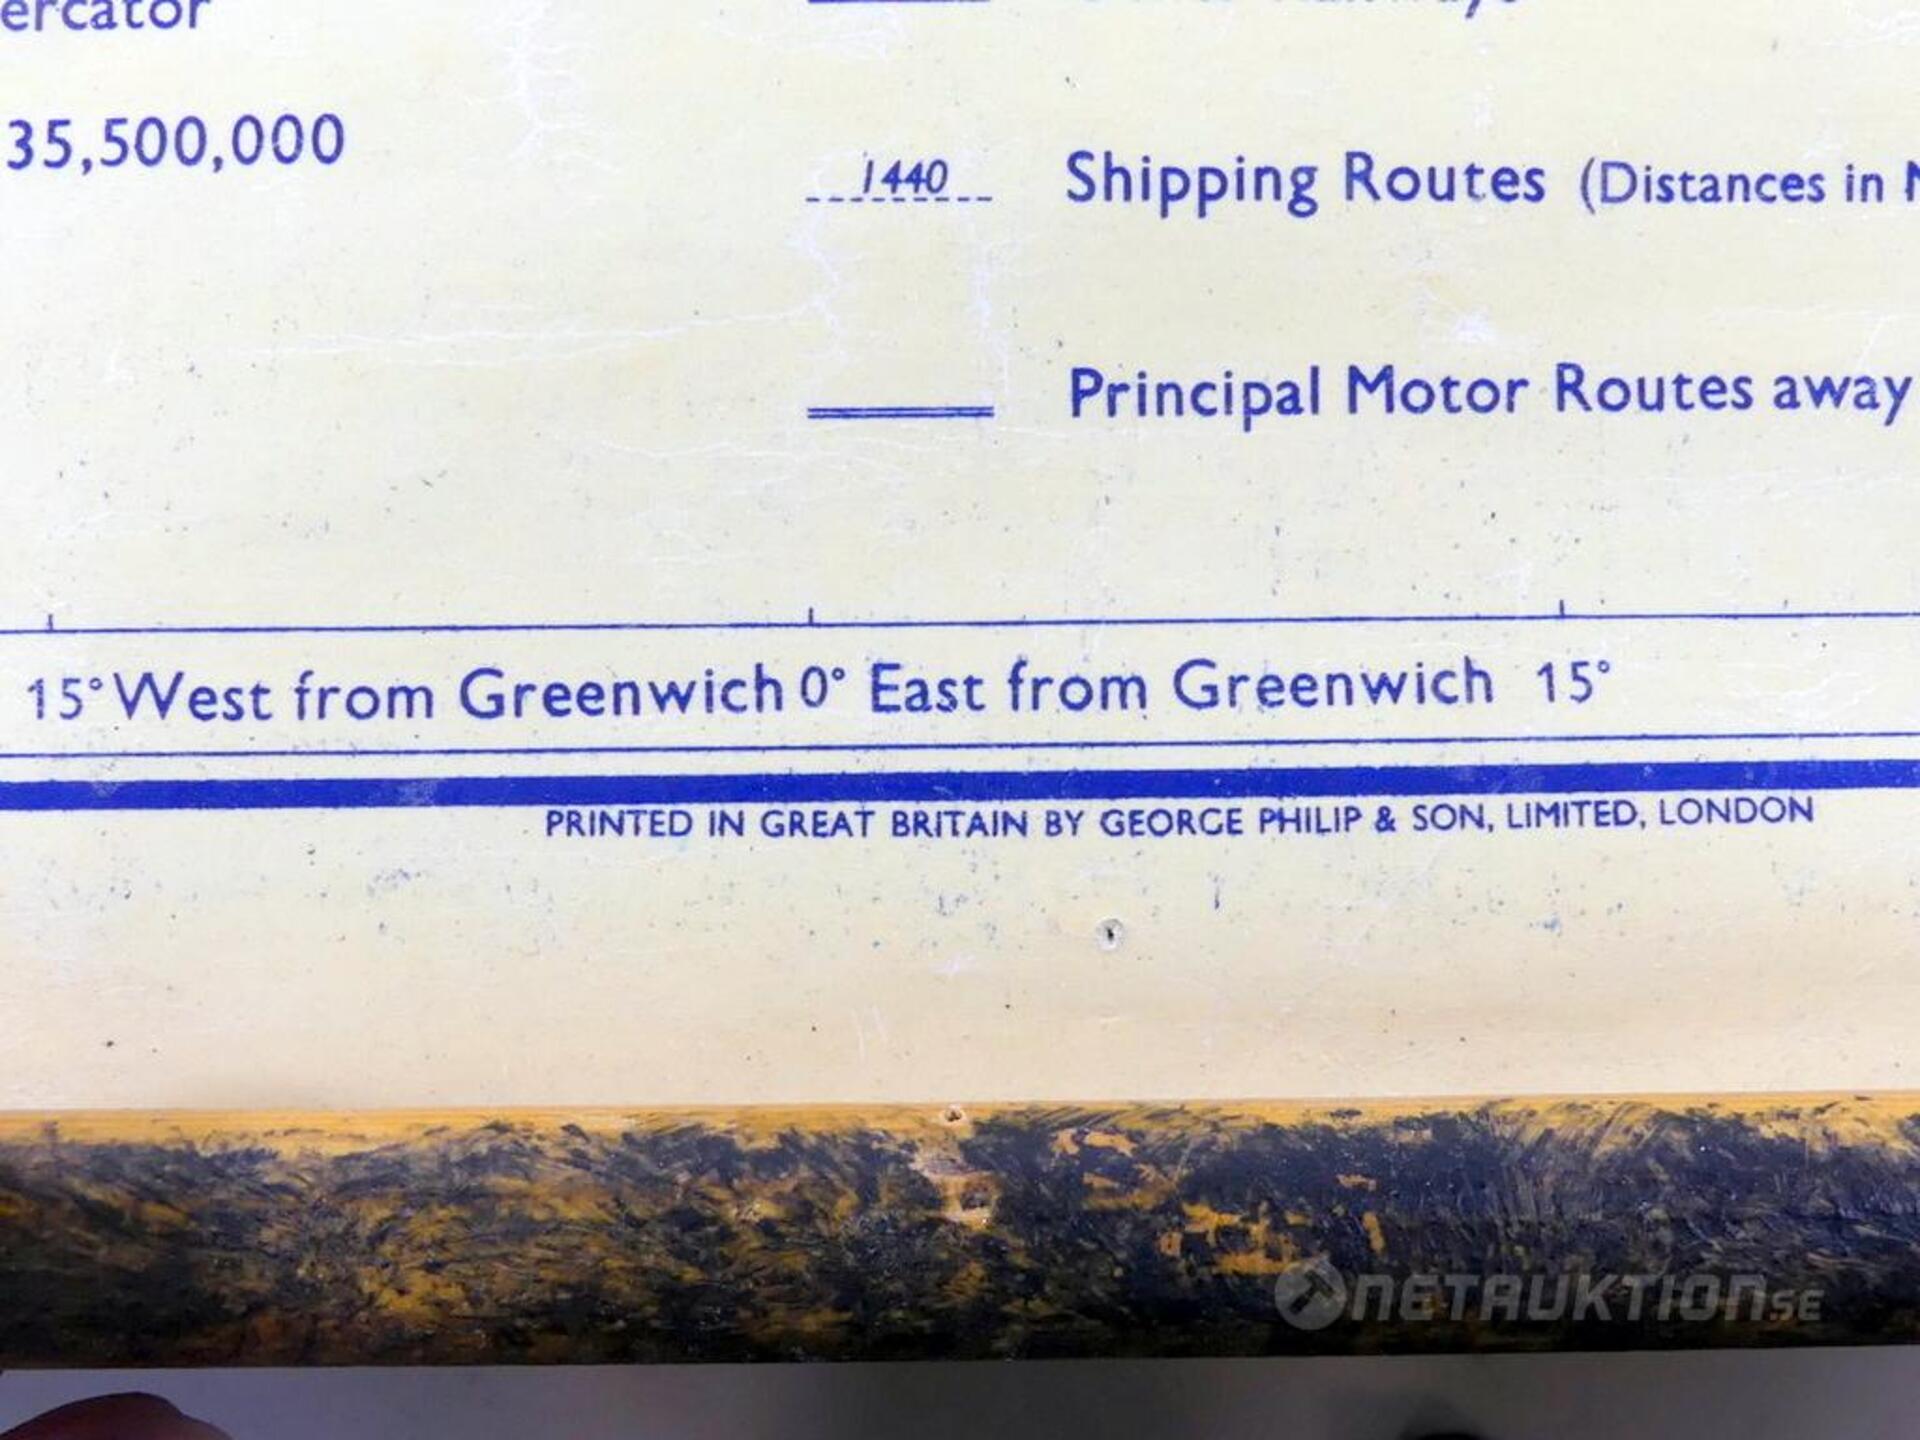 ercator
35,500,000
1440 Shipping Routes (Distances in
Principal Motor Routes away
15° West from Greenwich 0° East from Greenwich 15°
PRINTED IN GREAT BRITAIN BY GEORGE PHILIP & SON, LIMITED, LONDON
NETAUKTION.SE